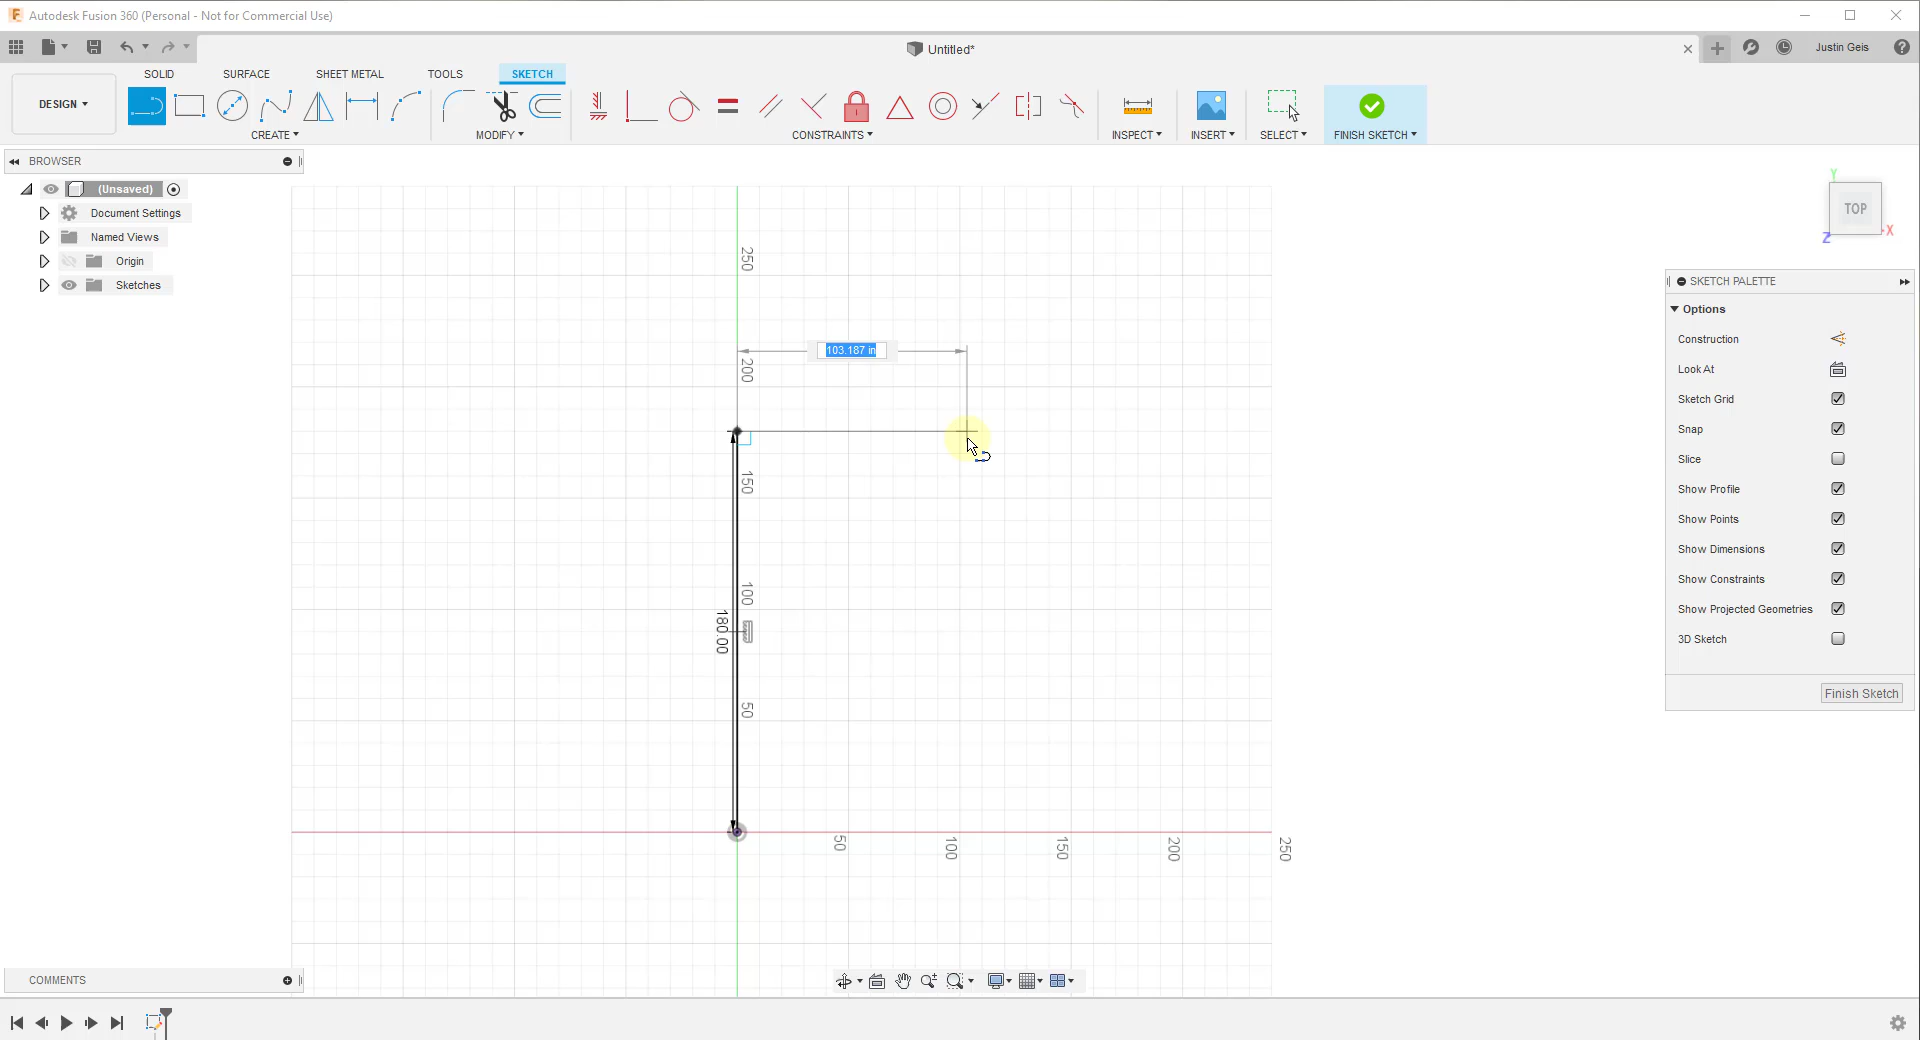 Autodesk Fusion 360 (Personal - Not for Commercial Use)
Untitled*
Justin Geis
SOLID SURFACE SHEET METAL TOOLS SKETCH
DESIGN
CREATE MODIFY CONSTRAINTS INSPECT INSERT SELECT FINISH SKETCH
BROWSER
(Unsaved)
Document Settings
Named Views
Origin
Sketches
TOP
Y
X
Z
SKETCH PALETTE
Options
Construction
Look At
Sketch Grid
Snap
Slice
Show Profile
Show Points
Show Dimensions
Show Constraints
Show Projected Geometries
3D Sketch
Finish Sketch
250
200
103.187 in
150
100
180.00
50
50
100
150
200
250
COMMENTS